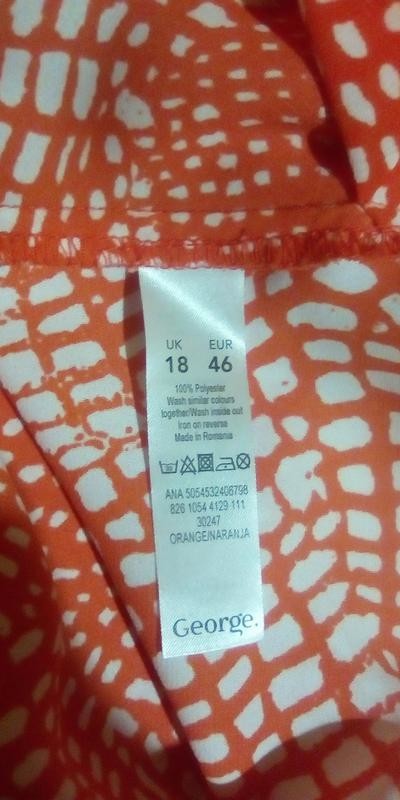 UK EUR
18 46
100% Polyester
Wash similar colours
together/Wash inside out
Iron on reverse
Made in Romania
ANA 5054532406798
826 1054 4129 111
30247
ORANGE/NARANJA
George.